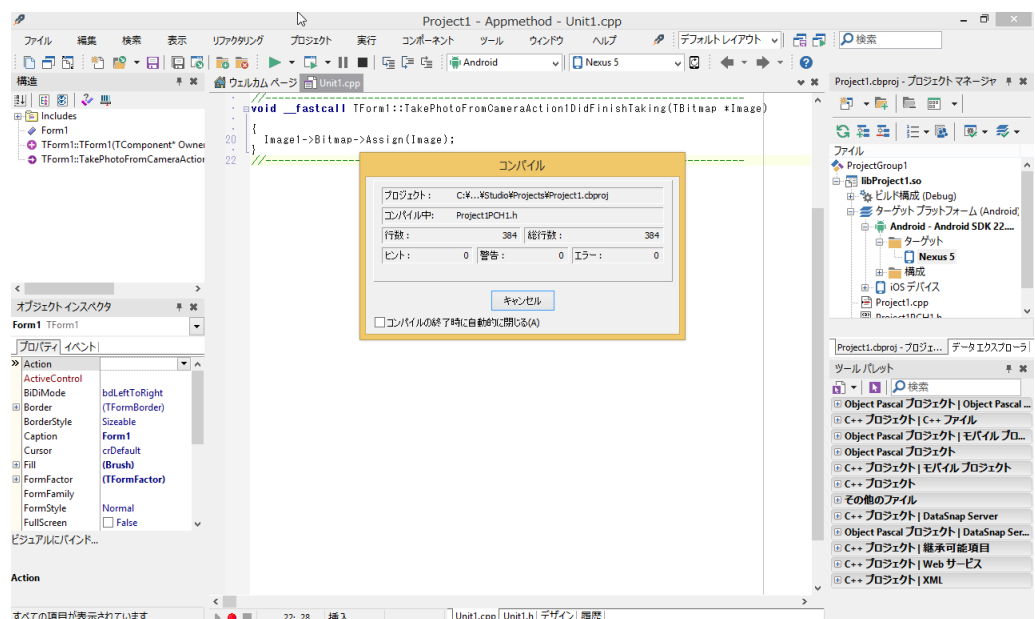 Project1 - Appmethod - Unit1.cpp
ファイル 編集 検索 表示 リファクタリング プロジェクト 実行 コンポーネント ツール ウィンドウ ヘルプ デフォルトレイアウト 検索
Android Nexus 5
構造
Includes
Form1
TForm1::TForm1(TComponent* Owner
TForm1::TakePhotoFromCameraAction
ウェルカム ページ Unit1.cpp
//
void __fastcall TForm1::TakePhotoFromCameraAction1DidFinishTaking(TBitmap *Image)
{
20 Image1->Bitmap->Assign(Image);
}
22 //
コンパイル
プロジェクト: C:¥...¥Studio¥Projects¥Project1.cbproj
コンパイル中: Project1PCH1.h
行数: 384 総行数: 384
ヒント: 0 警告: 0 エラー: 0
キャンセル
コンパイルの終了時に自動的に閉じる(A)
オブジェクト インスペクタ
Form1 TForm1
プロパティ イベント
Action
ActiveControl
BiDiMode bdLeftToRight
Border (TFormBorder)
BorderStyle Sizeable
Caption Form1
Cursor crDefault
Fill (Brush)
FormFactor (TFormFactor)
FormFamily
FormStyle Normal
FullScreen False
ビジュアルにバインド...
Action
すべての項目が表示されています
22: 28 挿入 Unit1.cpp Unit1.h デザイン 履歴
Project1.cbproj - プロジェクト マネージャ
ファイル
ProjectGroup1
libProject1.so
ビルド構成 (Debug)
ターゲット プラットフォーム (Android)
Android - Android SDK 22....
ターゲット
Nexus 5
構成
iOS デバイス
Project1.cpp
Project1PCH1.h
Project1.cbproj - プロジェ... データ エクスプローラ
ツール パレット
検索
Object Pascal プロジェクト | Object Pascal ...
C++ プロジェクト | C++ ファイル
Object Pascal プロジェクト | モバイル プロ...
Object Pascal プロジェクト
C++ プロジェクト | モバイル プロジェクト
C++ プロジェクト
その他のファイル
C++ プロジェクト | DataSnap Server
Object Pascal プロジェクト | DataSnap Ser...
C++ プロジェクト | 継承可能項目
C++ プロジェクト | Web サービス
C++ プロジェクト | XML